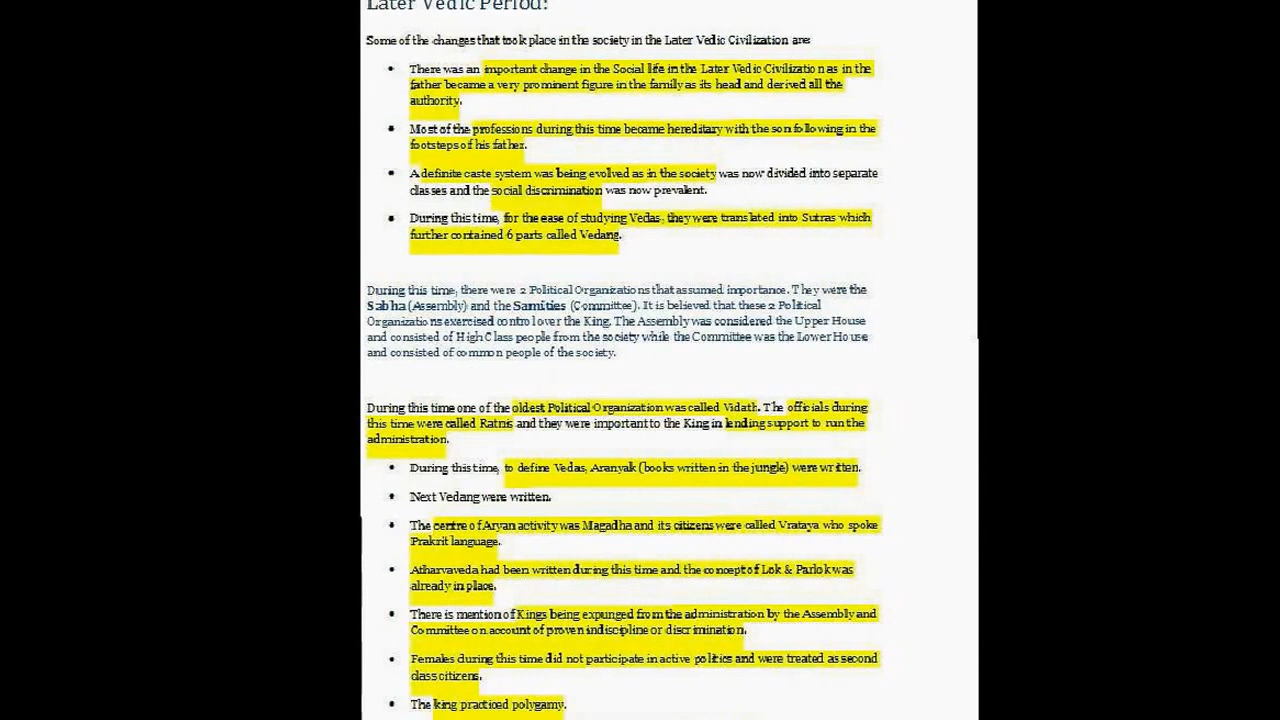 Later Vedic Period:
Some of the changes that took place in the society in the Later Vedic Civilization are:
• There was an important change in the Social life in the Later Vedic Civilization as in the
father became a very prominent figure in the family as its head and derived all the
authority.
• Most of the professions during this time became hereditary with the son following in the
footsteps of his father.
• A definite caste system was being evolved as in the society was now divided into separate
classes and the social discrimination was now prevalent.
• During this time, for the ease of studying Vedas, they were translated into Sutras which
further contained 6 parts called Vedang.
During this time, there were 2 Political Organizations that assumed importance. They were the
Sabha (Assembly) and the Samities (Committee). It is believed that these 2 Political
Organizations exercised control over the King. The Assembly was considered the Upper House
and consisted of High Class people from the society while the Committee was the Lower House
and consisted of common people of the society.
During this time one of the oldest Political Organization was called Vidath. The officials during
this time were called Ratnis and they were important to the King in lending support to run the
administration.
• During this time, to define Vedas, Aranyak (books written in the jungle) were written.
• Next Vedang were written.
• The centre of Aryan activity was Magadha and its citizens were called Vrataya who spoke
Prakrit language.
• Atharvaveda had been written during this time and the concept of Lok & Parlok was
already in place.
• There is mention of Kings being expunged from the administration by the Assembly and
Committee on account of proven indiscipline or discrimination.
• Females during this time did not participate in active politics and were treated as second
class citizens.
• The king practiced polygamy.